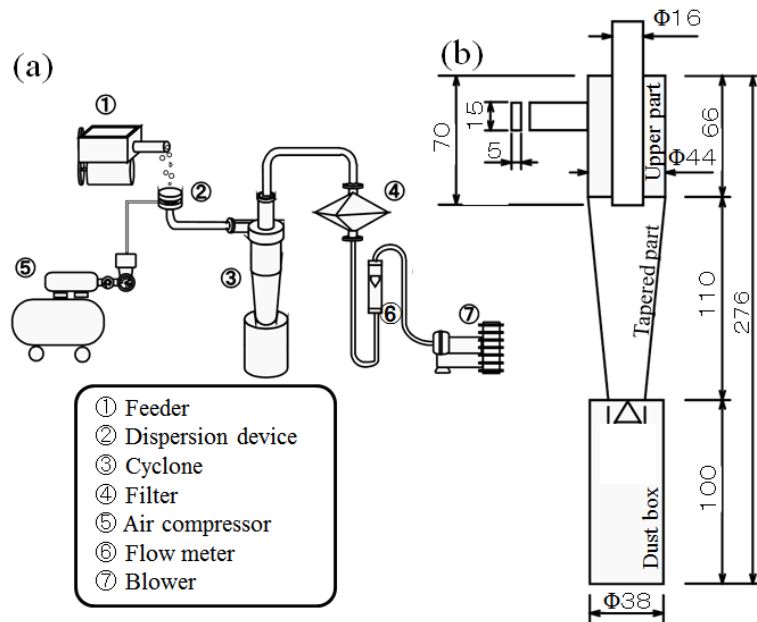 (a)
①
②
③
④
⑤
⑥
⑦
① Feeder
② Dispersion device
③ Cyclone
④ Filter
⑤ Air compressor
⑥ Flow meter
⑦ Blower
(b)
Φ16
15
5
70
Upper part
66
Φ44
Tapered part
110
276
Dust box
100
Φ38